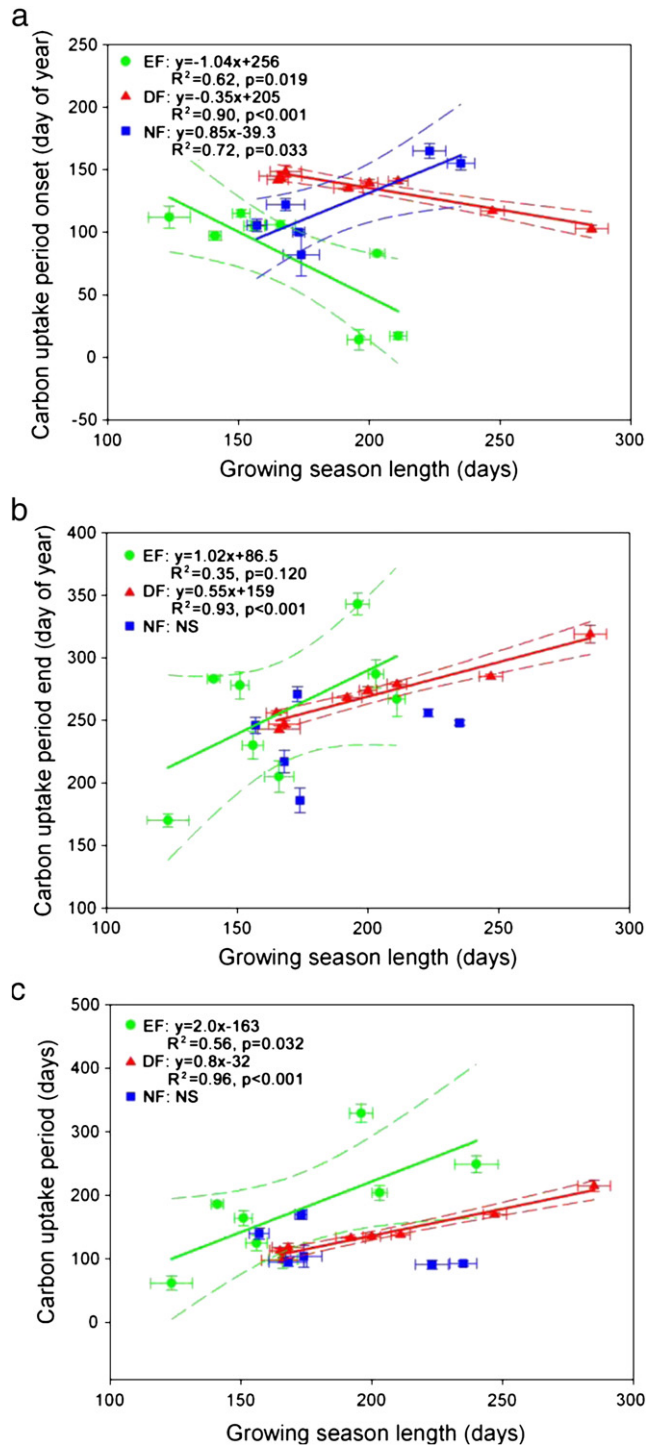 a
250
200
150
100
50
0
-50
Carbon uptake period onset (day of year)
EF: y=-1.04x+256
R²=0.62, p=0.019
DF: y=-0.35x+205
R²=0.90, p<0.001
NF: y=0.85x-39.3
R²=0.72, p=0.033
100 150 200 250 300
Growing season length (days)
b
400
350
300
250
200
150
100
Carbon uptake period end (day of year)
EF: y=1.02x+86.5
R²=0.35, p=0.120
DF: y=0.55x+159
R²=0.93, p<0.001
NF: NS
100 150 200 250 300
Growing season length (days)
c
500
400
300
200
100
0
Carbon uptake period (days)
EF: y=2.0x-163
R²=0.56, p=0.032
DF: y=0.8x-32
R²=0.96, p<0.001
NF: NS
100 150 200 250 300
Growing season length (days)